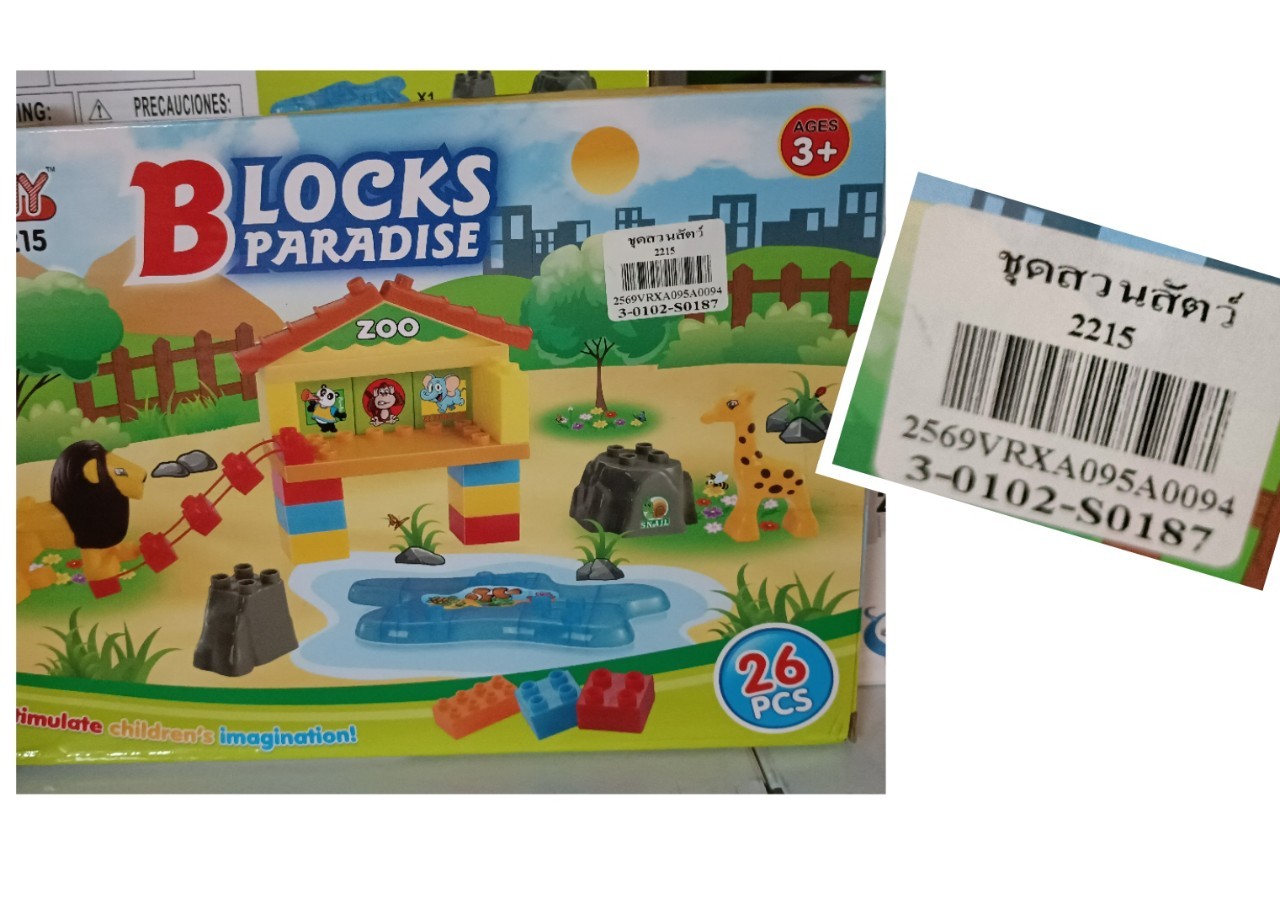 ING:
PRECAUCIONES:
X1
AGES
3+
BLOCKS
PARADISE
215
ชุดสวนสัตว์
2215
2569VRXA095A0094
3-0102-S0187
ZOO
SNAIL
26
PCS
timulate children's imagination!
ชุดสวนสัตว์
2215
2569VRXA095A0094
3-0102-S0187